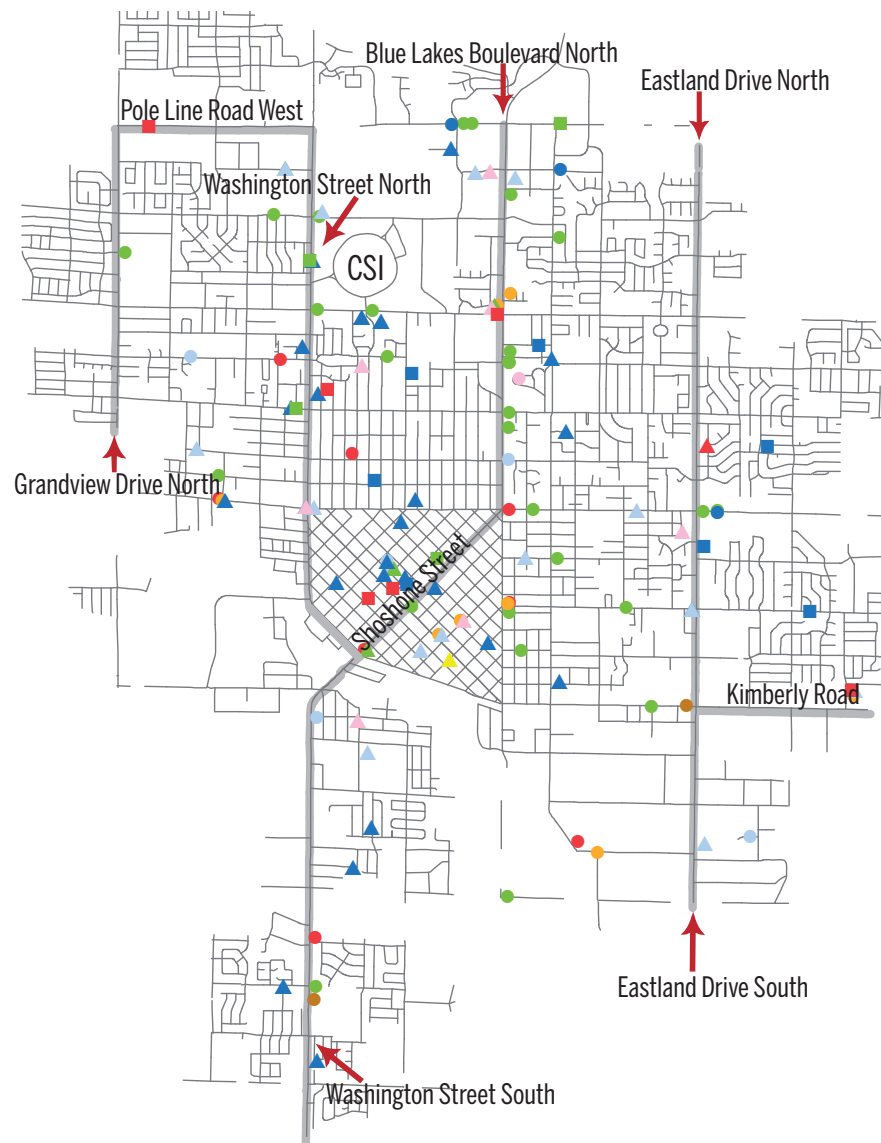 Blue Lakes Boulevard North
Eastland Drive North
Pole Line Road West
Washington Street North
CSI
Grandview Drive North
Shoshone Street
Kimberly Road
Eastland Drive South
Washington Street South